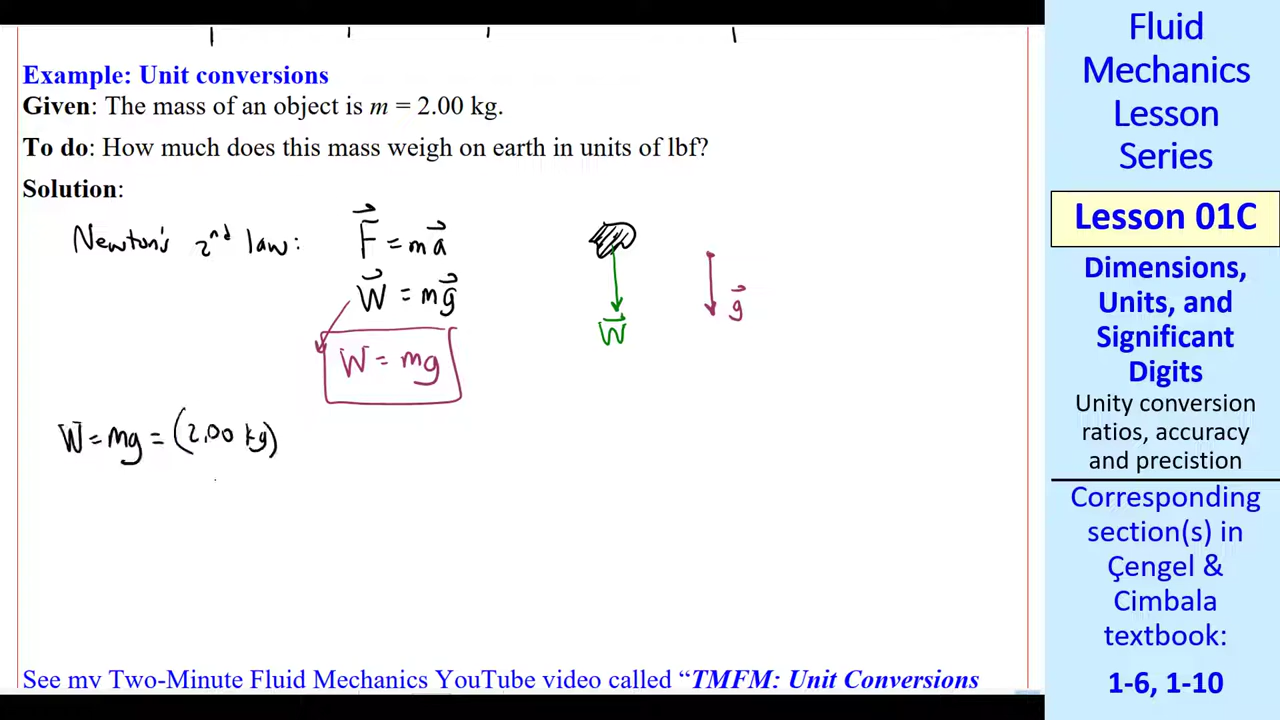 Example: Unit conversions
Given: The mass of an object is m = 2.00 kg.
To do: How much does this mass weigh on earth in units of lbf?
Solution:
Newton's 2nd law: F⃗ = ma⃗
W⃗ = mg⃗
W = mg
W⃗
g⃗
W = mg = (2.00 kg)
See my Two-Minute Fluid Mechanics YouTube video called “TMFM: Unit Conversions
Fluid
Mechanics
Lesson
Series
Lesson 01C
Dimensions,
Units, and
Significant
Digits
Unity conversion
ratios, accuracy
and precistion
Corresponding
section(s) in
Çengel &
Cimbala
textbook:
1-6, 1-10